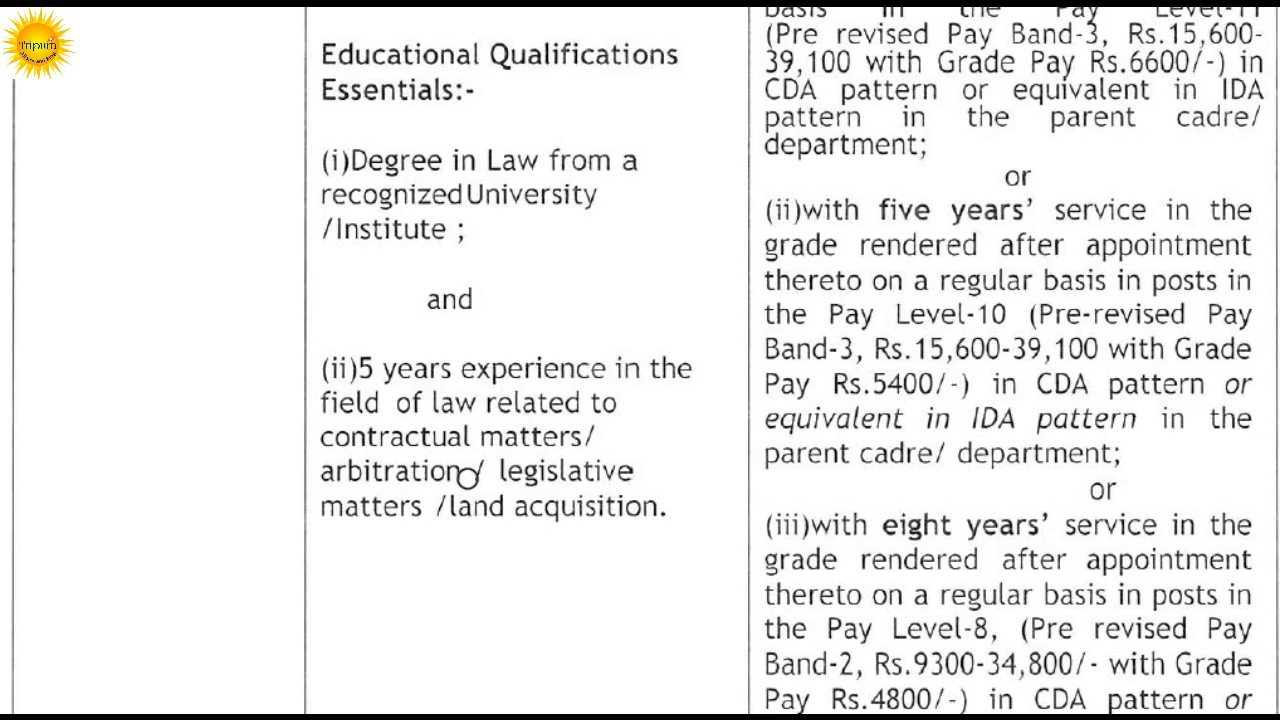 Tripura
Educational Qualifications
Essentials:-
(i)Degree in Law from a
recognized University
/Institute ;
and
(ii)5 years experience in the
field of law related to
contractual matters/
arbitration/ legislative
matters /land acquisition.
basis in the Pay Level-11
(Pre revised Pay Band-3, Rs.15,600-
39,100 with Grade Pay Rs.6600/-) in
CDA pattern or equivalent in IDA
pattern in the parent cadre/
department;
or
(ii)with five years' service in the
grade rendered after appointment
thereto on a regular basis in posts in
the Pay Level-10 (Pre-revised Pay
Band-3, Rs.15,600-39,100 with Grade
Pay Rs.5400/-) in CDA pattern or
equivalent in IDA pattern in the
parent cadre/ department;
or
(iii)with eight years' service in the
grade rendered after appointment
thereto on a regular basis in posts in
the Pay Level-8, (Pre revised Pay
Band-2, Rs.9300-34,800/- with Grade
Pay Rs.4800/-) in CDA pattern or